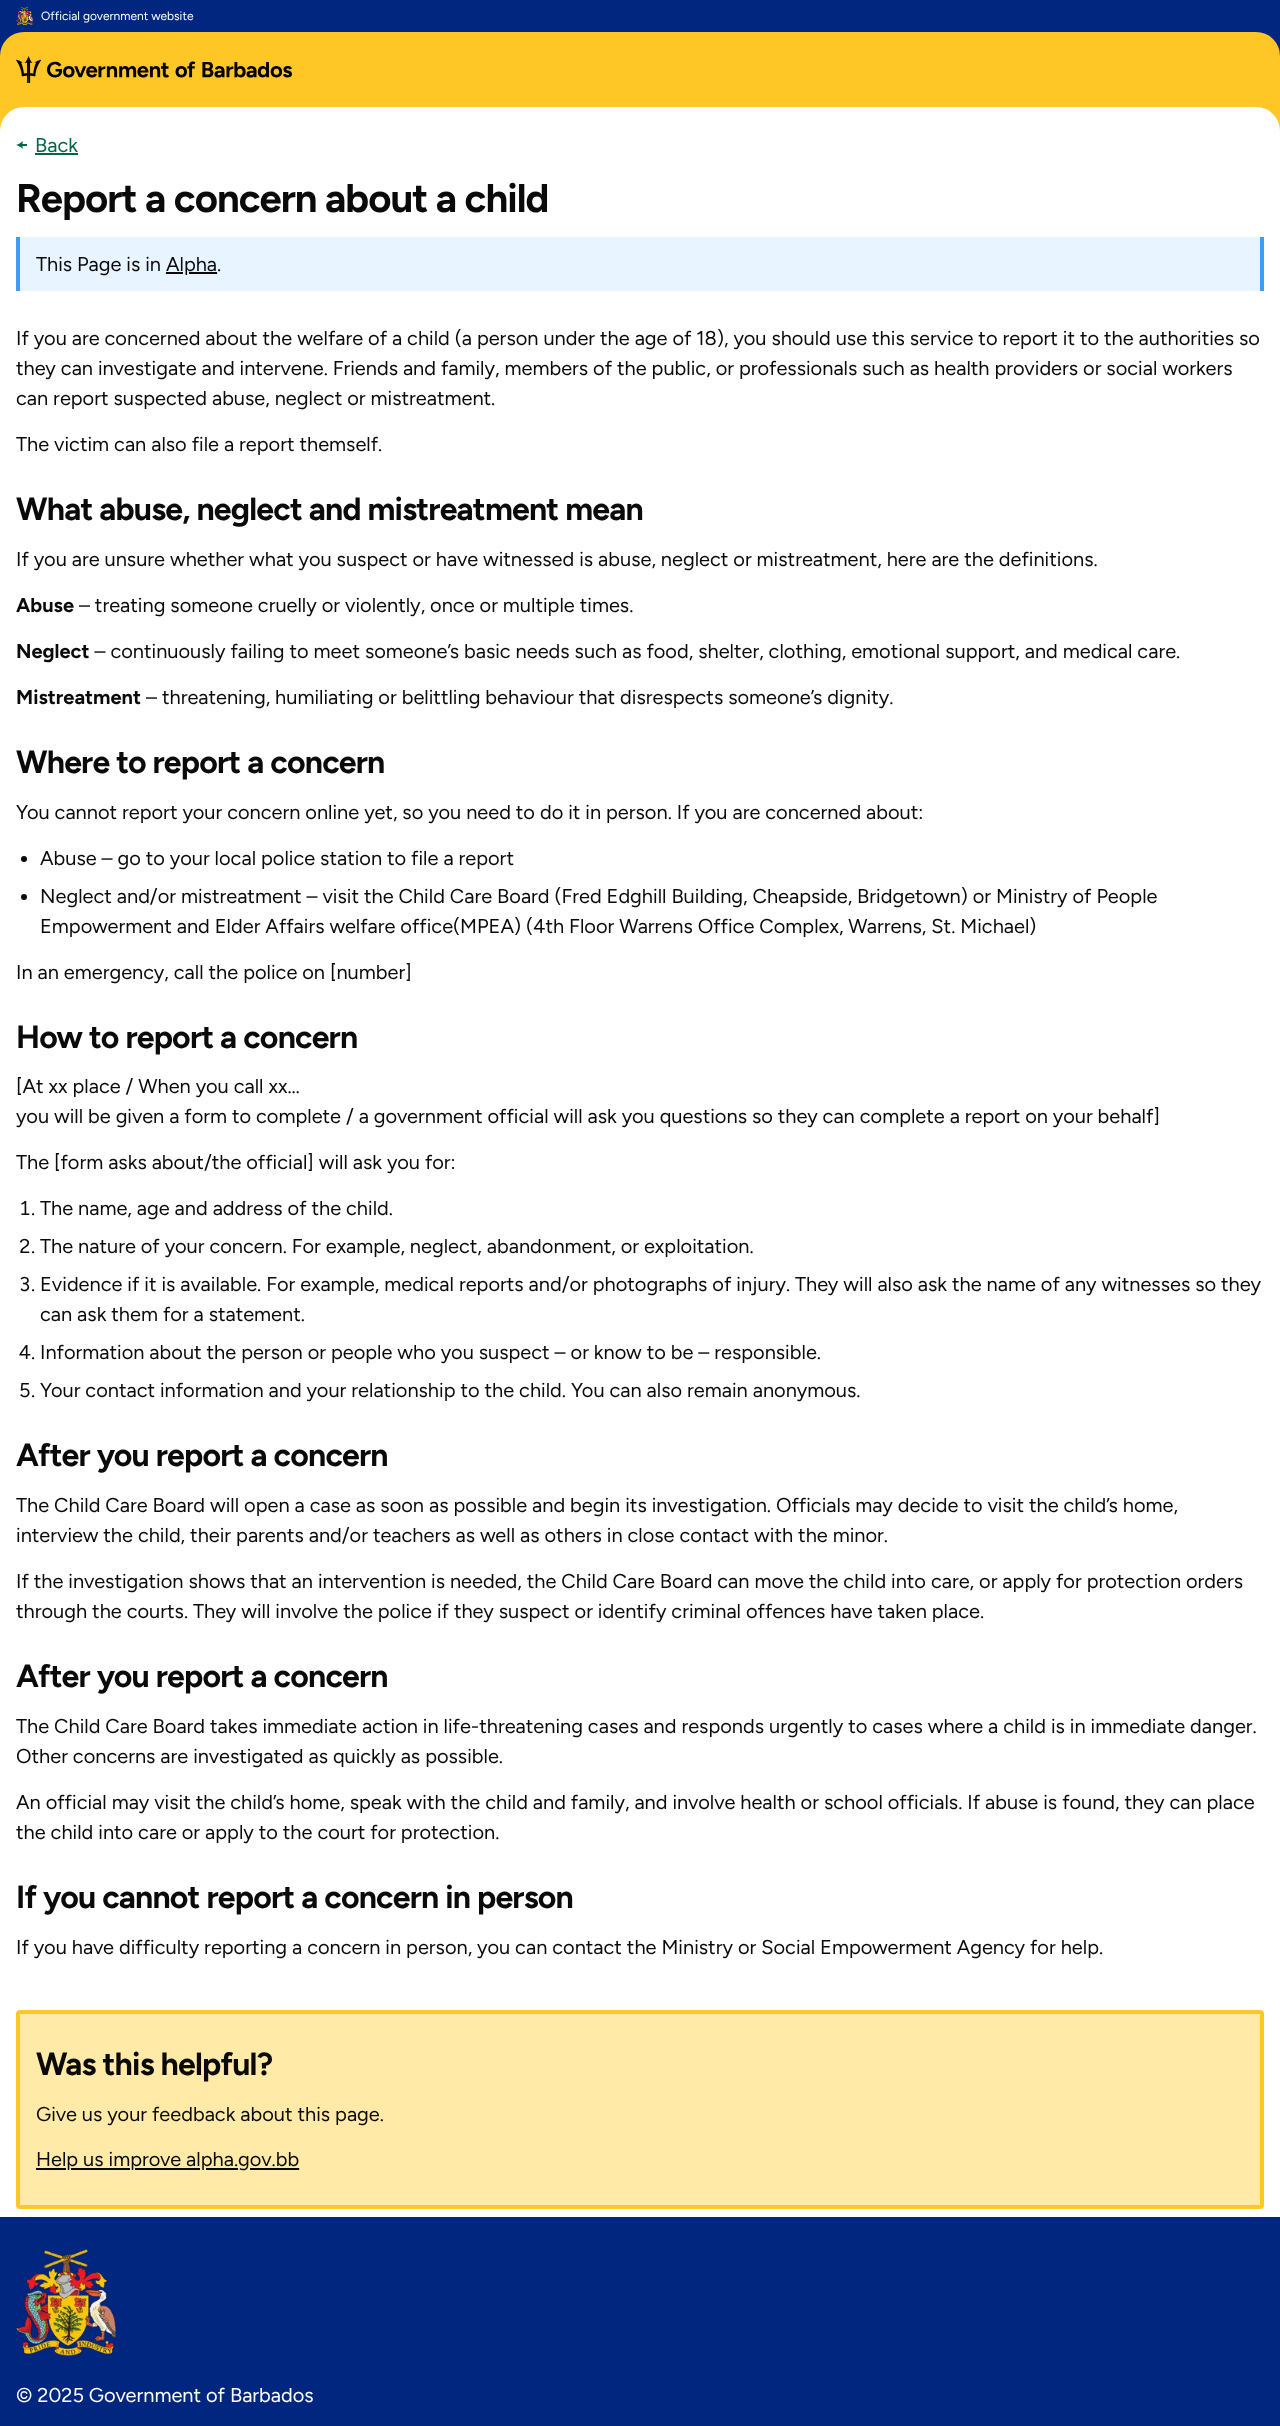 Official government website
Government of Barbados
Back
Report a concern about a child
This Page is in Alpha.
If you are concerned about the welfare of a child (a person under the age of 18), you should use this service to report it to the authorities so
they can investigate and intervene. Friends and family, members of the public, or professionals such as health providers or social workers
can report suspected abuse, neglect or mistreatment.
The victim can also file a report themself.
What abuse, neglect and mistreatment mean
If you are unsure whether what you suspect or have witnessed is abuse, neglect or mistreatment, here are the definitions.
Abuse – treating someone cruelly or violently, once or multiple times.
Neglect – continuously failing to meet someone’s basic needs such as food, shelter, clothing, emotional support, and medical care.
Mistreatment – threatening, humiliating or belittling behaviour that disrespects someone’s dignity.
Where to report a concern
You cannot report your concern online yet, so you need to do it in person. If you are concerned about:
• Abuse – go to your local police station to file a report
• Neglect and/or mistreatment – visit the Child Care Board (Fred Edghill Building, Cheapside, Bridgetown) or Ministry of People
Empowerment and Elder Affairs welfare office(MPEA) (4th Floor Warrens Office Complex, Warrens, St. Michael)
In an emergency, call the police on [number]
How to report a concern
[At xx place / When you call xx...
you will be given a form to complete / a government official will ask you questions so they can complete a report on your behalf]
The [form asks about/the official] will ask you for:
1. The name, age and address of the child.
2. The nature of your concern. For example, neglect, abandonment, or exploitation.
3. Evidence if it is available. For example, medical reports and/or photographs of injury. They will also ask the name of any witnesses so they
can ask them for a statement.
4. Information about the person or people who you suspect – or know to be – responsible.
5. Your contact information and your relationship to the child. You can also remain anonymous.
After you report a concern
The Child Care Board will open a case as soon as possible and begin its investigation. Officials may decide to visit the child’s home,
interview the child, their parents and/or teachers as well as others in close contact with the minor.
If the investigation shows that an intervention is needed, the Child Care Board can move the child into care, or apply for protection orders
through the courts. They will involve the police if they suspect or identify criminal offences have taken place.
After you report a concern
The Child Care Board takes immediate action in life-threatening cases and responds urgently to cases where a child is in immediate danger.
Other concerns are investigated as quickly as possible.
An official may visit the child’s home, speak with the child and family, and involve health or school officials. If abuse is found, they can place
the child into care or apply to the court for protection.
If you cannot report a concern in person
If you have difficulty reporting a concern in person, you can contact the Ministry or Social Empowerment Agency for help.
Was this helpful?
Give us your feedback about this page.
Help us improve alpha.gov.bb
PRIDE AND INDUSTRY
© 2025 Government of Barbados